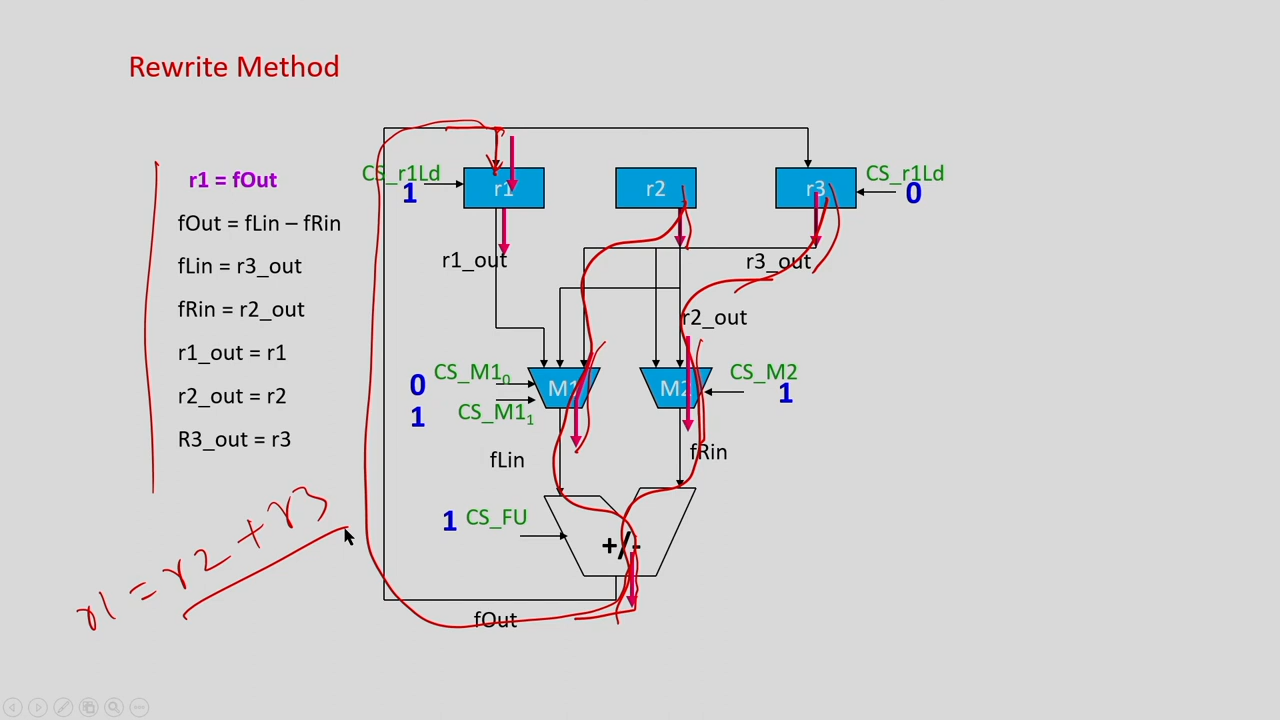 Rewrite Method
r1 = fOut
fOut = fLin – fRin
fLin = r3_out
fRin = r2_out
r1_out = r1
r2_out = r2
R3_out = r3
r1 = r2 + r3
CS_r1Ld
1
r1
r2
r3
CS_r1Ld
0
r1_out
r3_out
r2_out
CS_M1₀
0
1
CS_M1₁
M1
M2
CS_M2
1
fLin
fRin
1 CS_FU
+/-
fOut